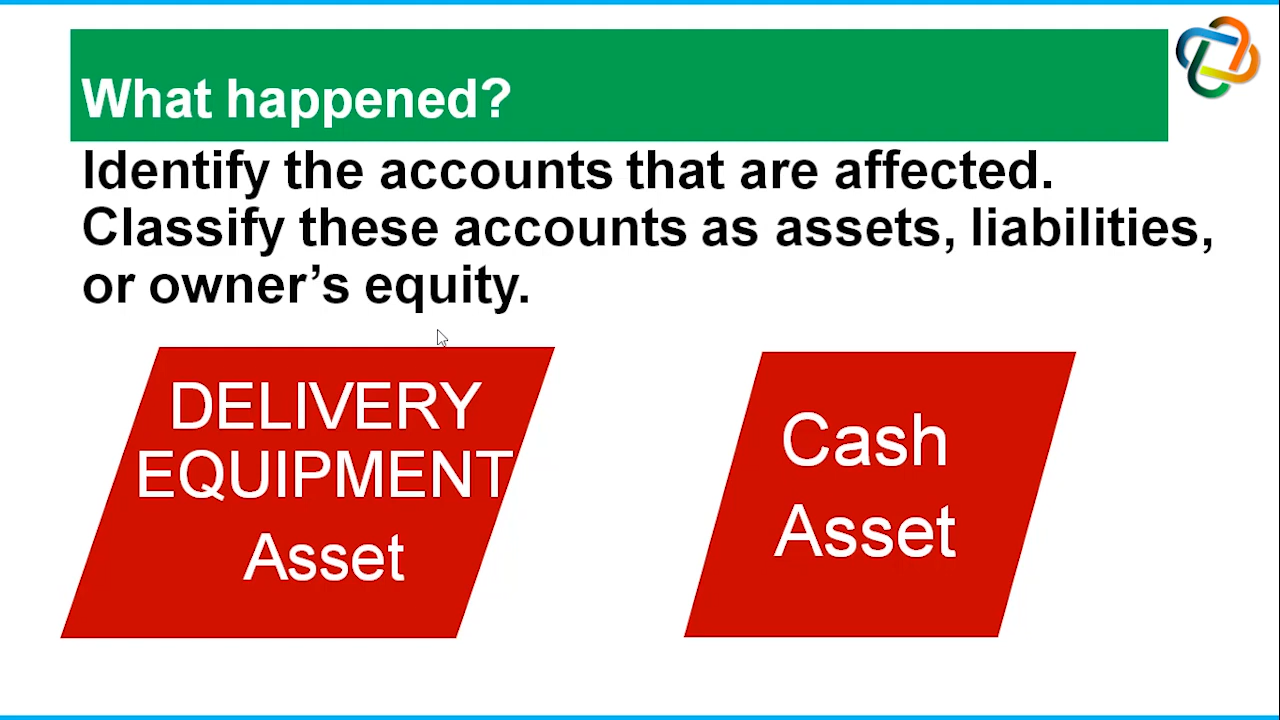 What happened?
Identify the accounts that are affected.
Classify these accounts as assets, liabilities,
or owner’s equity.
DELIVERY
EQUIPMENT
Asset
Cash
Asset